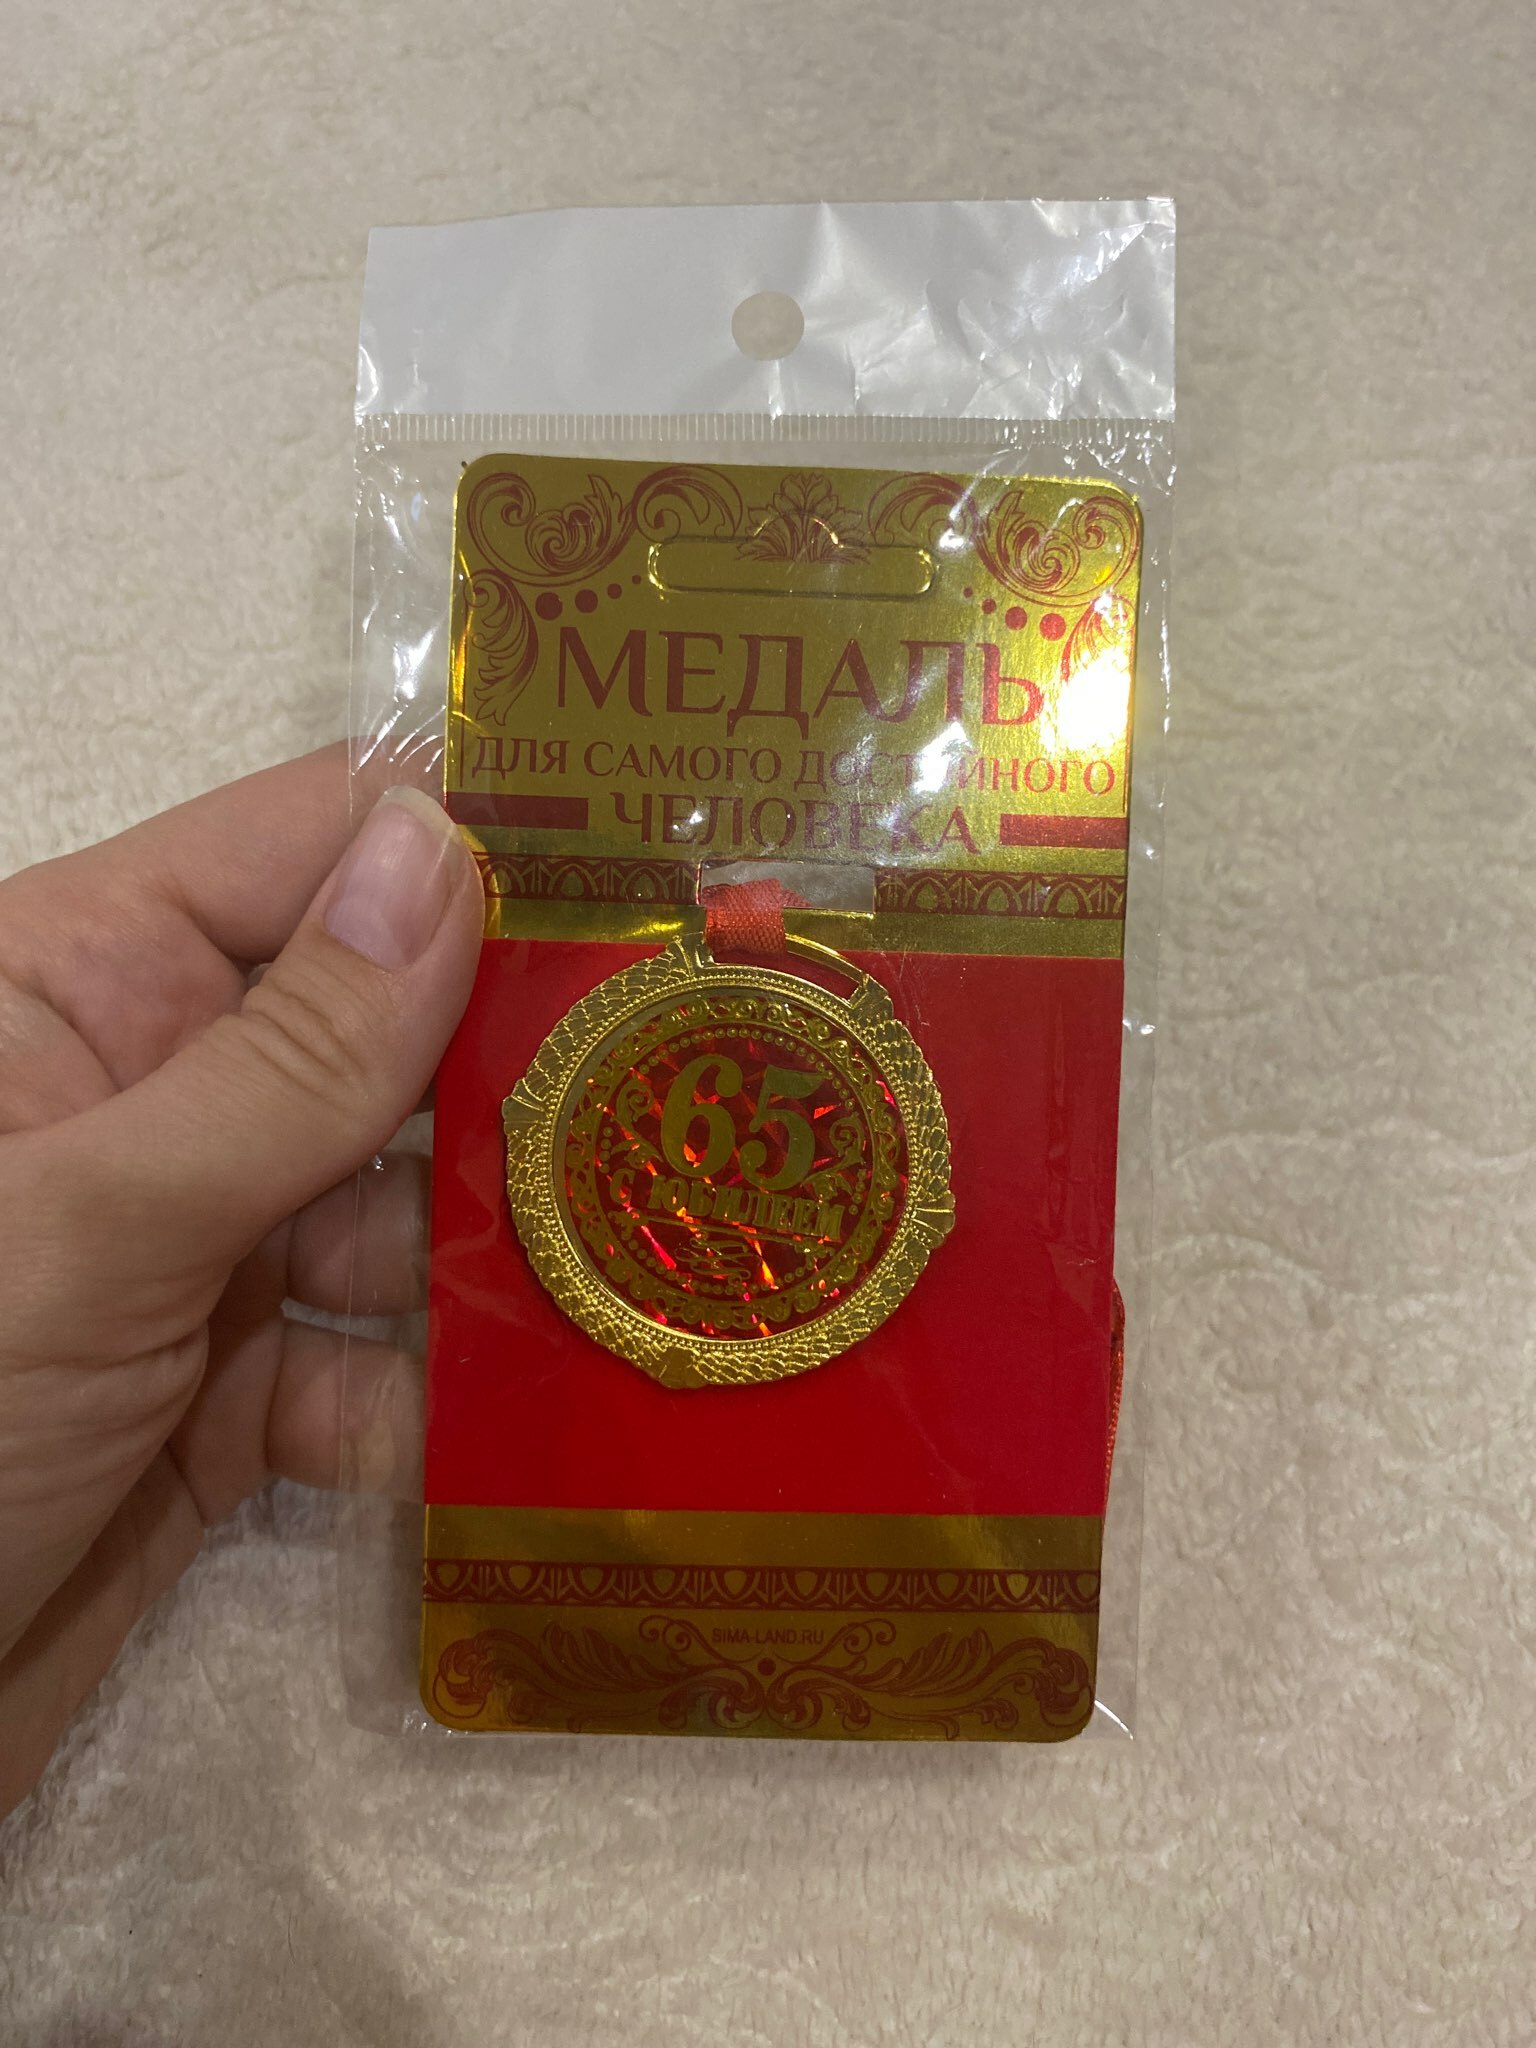 МЕДАЛЬ
ДЛЯ САМОГО ДОСТОЙНОГО
ЧЕЛОВЕКА
65
С ЮБИЛЕЕМ
SIMA-LAND.RU